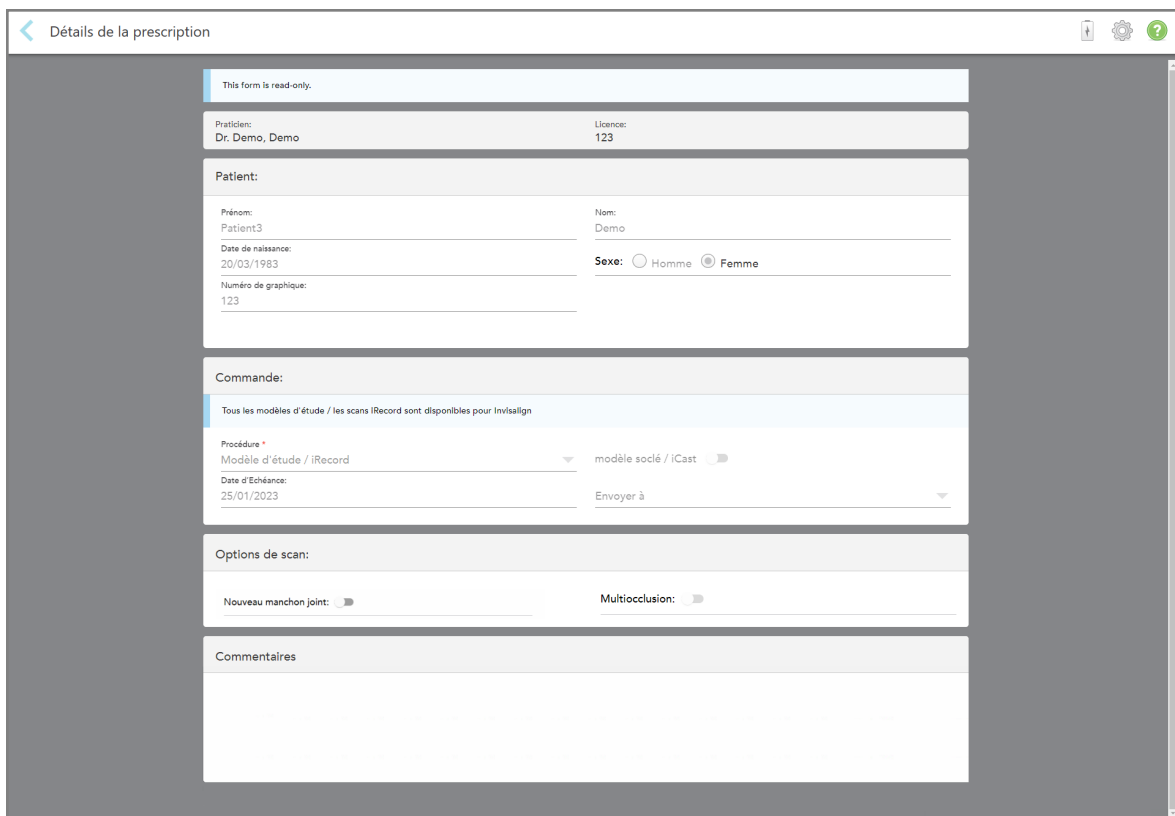 Détails de la prescription
?
This form is read-only.
Praticien: Licence:
Dr. Demo, Demo 123
Patient:
Prénom: Nom:
Patient3 Demo
Date de naissance:
20/03/1983 Sexe: Homme Femme
Numéro de graphique:
123
Commande:
Tous les modèles d'étude / les scans iRecord sont disponibles pour Invisalign
Procédure *
Modèle d'étude / iRecord modèle soclé / iCast
Date d'Echéance:
25/01/2023 Envoyer à
Options de scan:
Nouveau manchon joint: Multiocclusion:
Commentaires